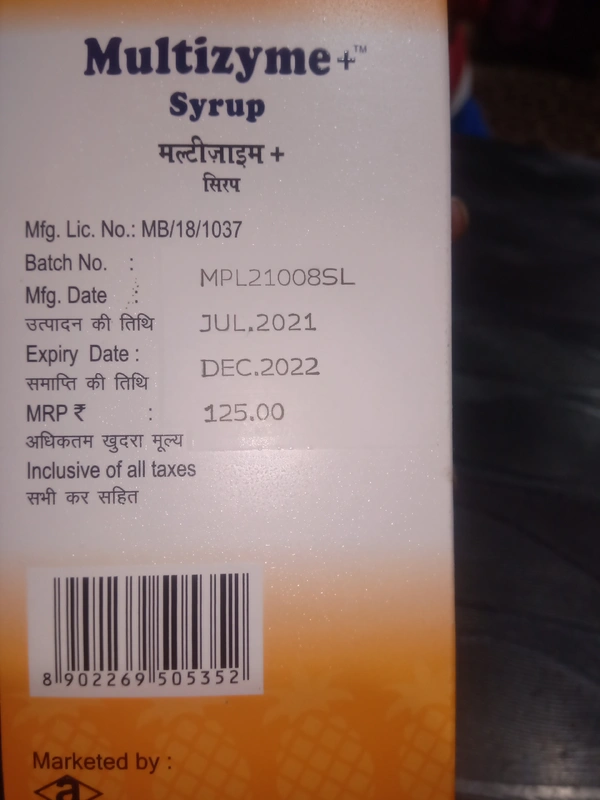 Multizyme+™
Syrup
मल्टीज़ाइम +
सिरप
Mfg. Lic. No.: MB/18/1037
Batch No. : MPL21008SL
Mfg. Date :
उत्पादन की तिथि JUL.2021
Expiry Date :
समाप्ति की तिथि DEC.2022
MRP ₹ : 125.00
अधिकतम खुदरा मूल्य
Inclusive of all taxes
सभी कर सहित
8 902269 505352
Marketed by :
a